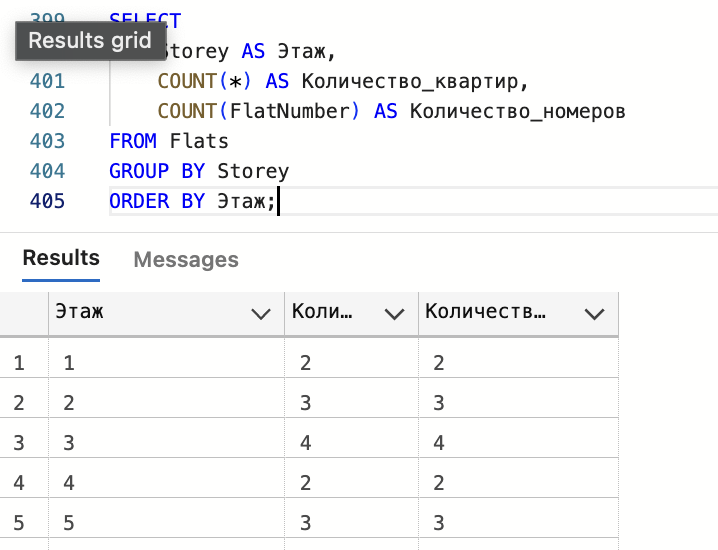 399 SELECT
Results grid
Storey AS Этаж,
401 COUNT(*) AS Количество_квартир,
402 COUNT(FlatNumber) AS Количество_номеров
403 FROM Flats
404 GROUP BY Storey
405 ORDER BY Этаж;
Results Messages
Этаж Коли… Количеств…
1 1 2 2
2 2 3 3
3 3 4 4
4 4 2 2
5 5 3 3